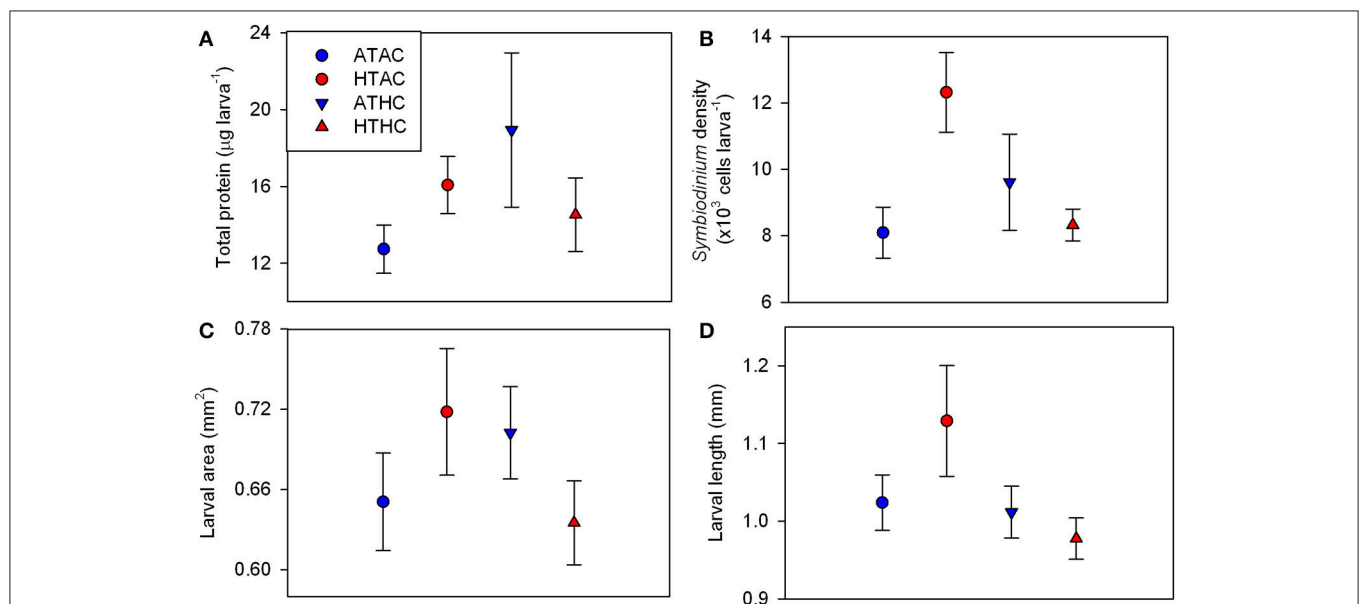 A
Total protein (µg larva⁻¹)
24
20
16
12
ATAC
HTAC
ATHC
HTHC
B
Symbiodinium density
(x10³ cells larva⁻¹)
14
12
10
8
6
C
Larval area (mm²)
0.78
0.72
0.66
0.60
D
Larval length (mm)
1.2
1.1
1.0
0.9